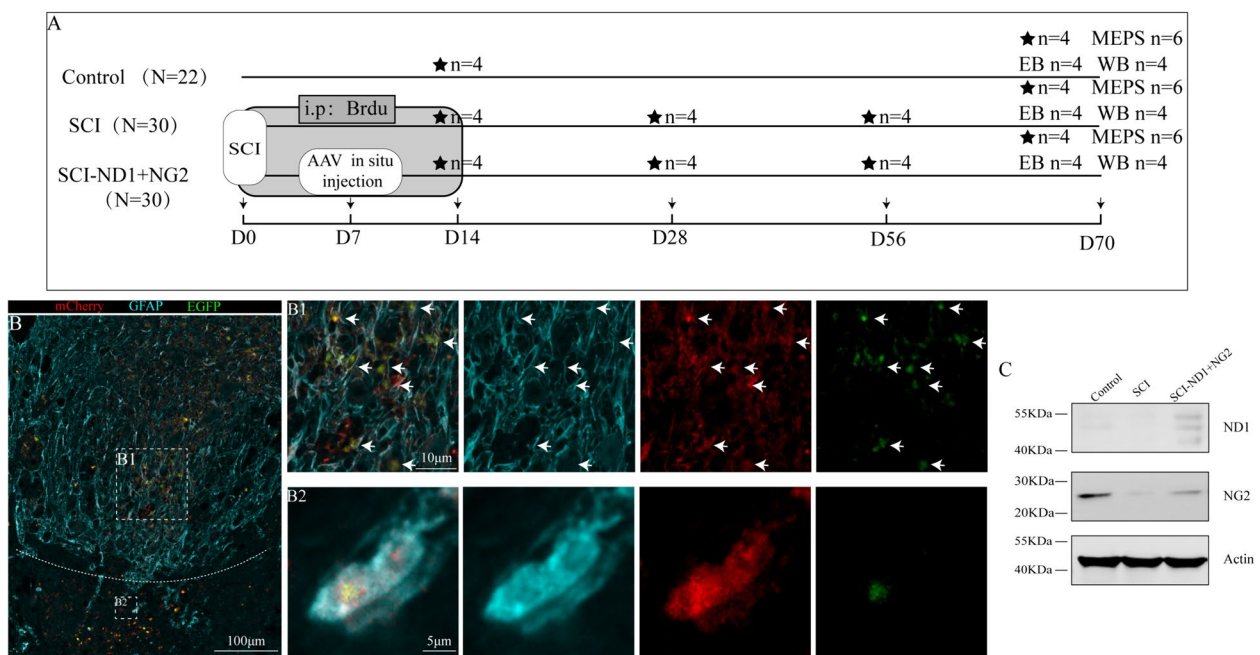 A
★n=4 MEPS n=6
Control （N=22） ★n=4 EB n=4 WB n=4
★n=4 MEPS n=6
i.p： Brdu
SCI（N=30） SCI ★n=4 ★n=4 ★n=4 EB n=4 WB n=4
★n=4 MEPS n=6
SCI-ND1+NG2 AAV in situ ★n=4 ★n=4 ★n=4 EB n=4 WB n=4
（N=30） injection
D0 D7 D14 D28 D56 D70
mCherry GFAP EGFP
B
B1
B2
100μm
B1
10μm
B2
5μm
C
Control SCI SCI-ND1+NG2
55KDa
ND1
40KDa
30KDa
NG2
20KDa
55KDa
Actin
40KDa